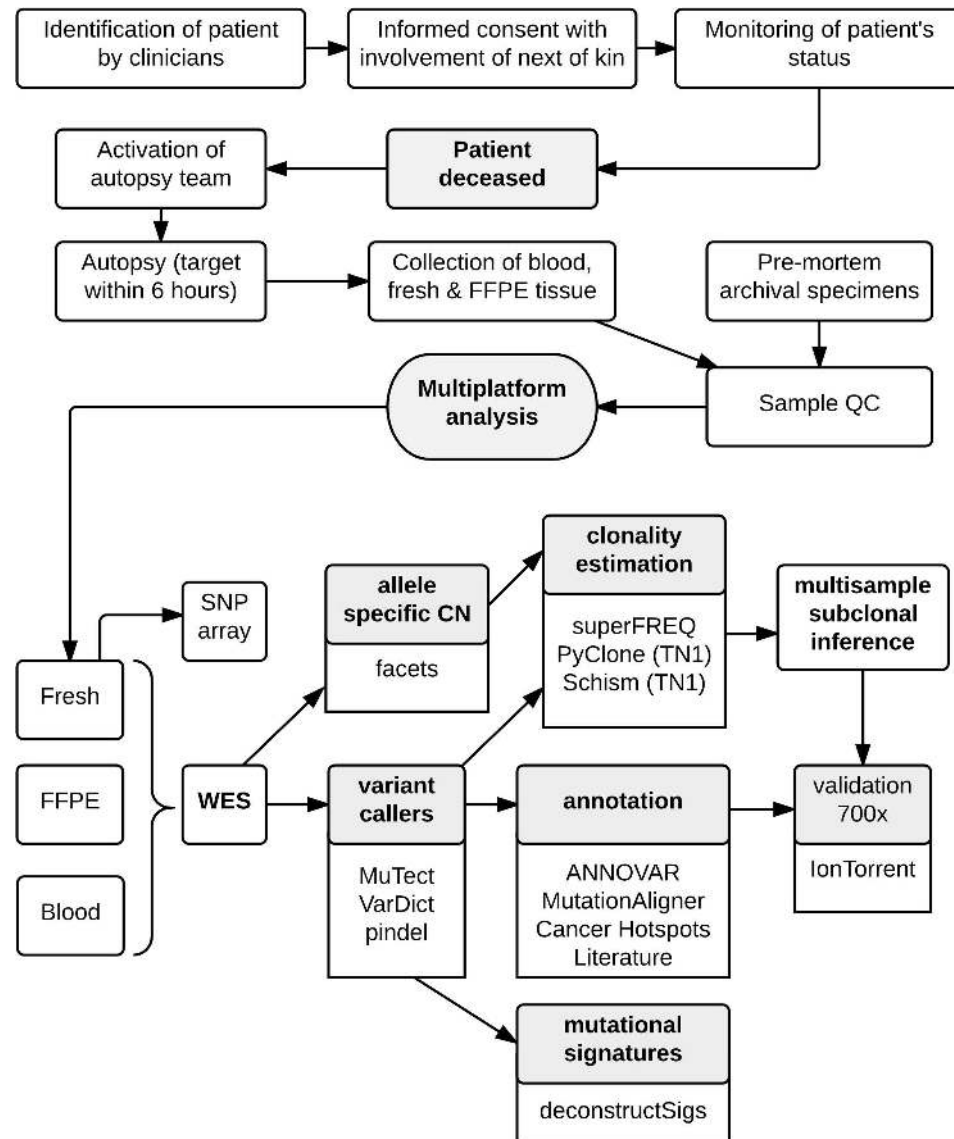 Identification of patient
by clinicians
Informed consent with
involvement of next of kin
Monitoring of patient's
status
Activation of
autopsy team
Patient
deceased
Autopsy (target
within 6 hours)
Collection of blood,
fresh & FFPE tissue
Pre-mortem
archival specimens
Multiplatform
analysis
Sample QC
SNP
array
allele
specific CN
facets
clonality
estimation
superFREQ
PyClone (TN1)
Schism (TN1)
multisample
subclonal
inference
Fresh
FFPE
Blood
WES
variant
callers
MuTect
VarDict
pindel
annotation
ANNOVAR
MutationAligner
Cancer Hotspots
Literature
validation
700x
IonTorrent
mutational
signatures
deconstructSigs